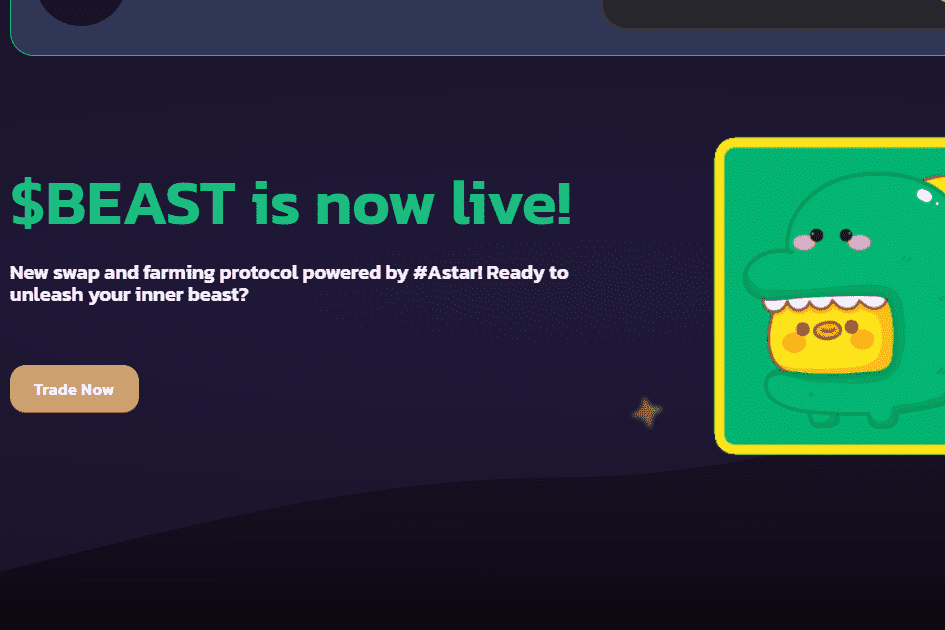 $BEAST is now live!
New swap and farming protocol powered by #Astar! Ready to
unleash your inner beast?
Trade Now